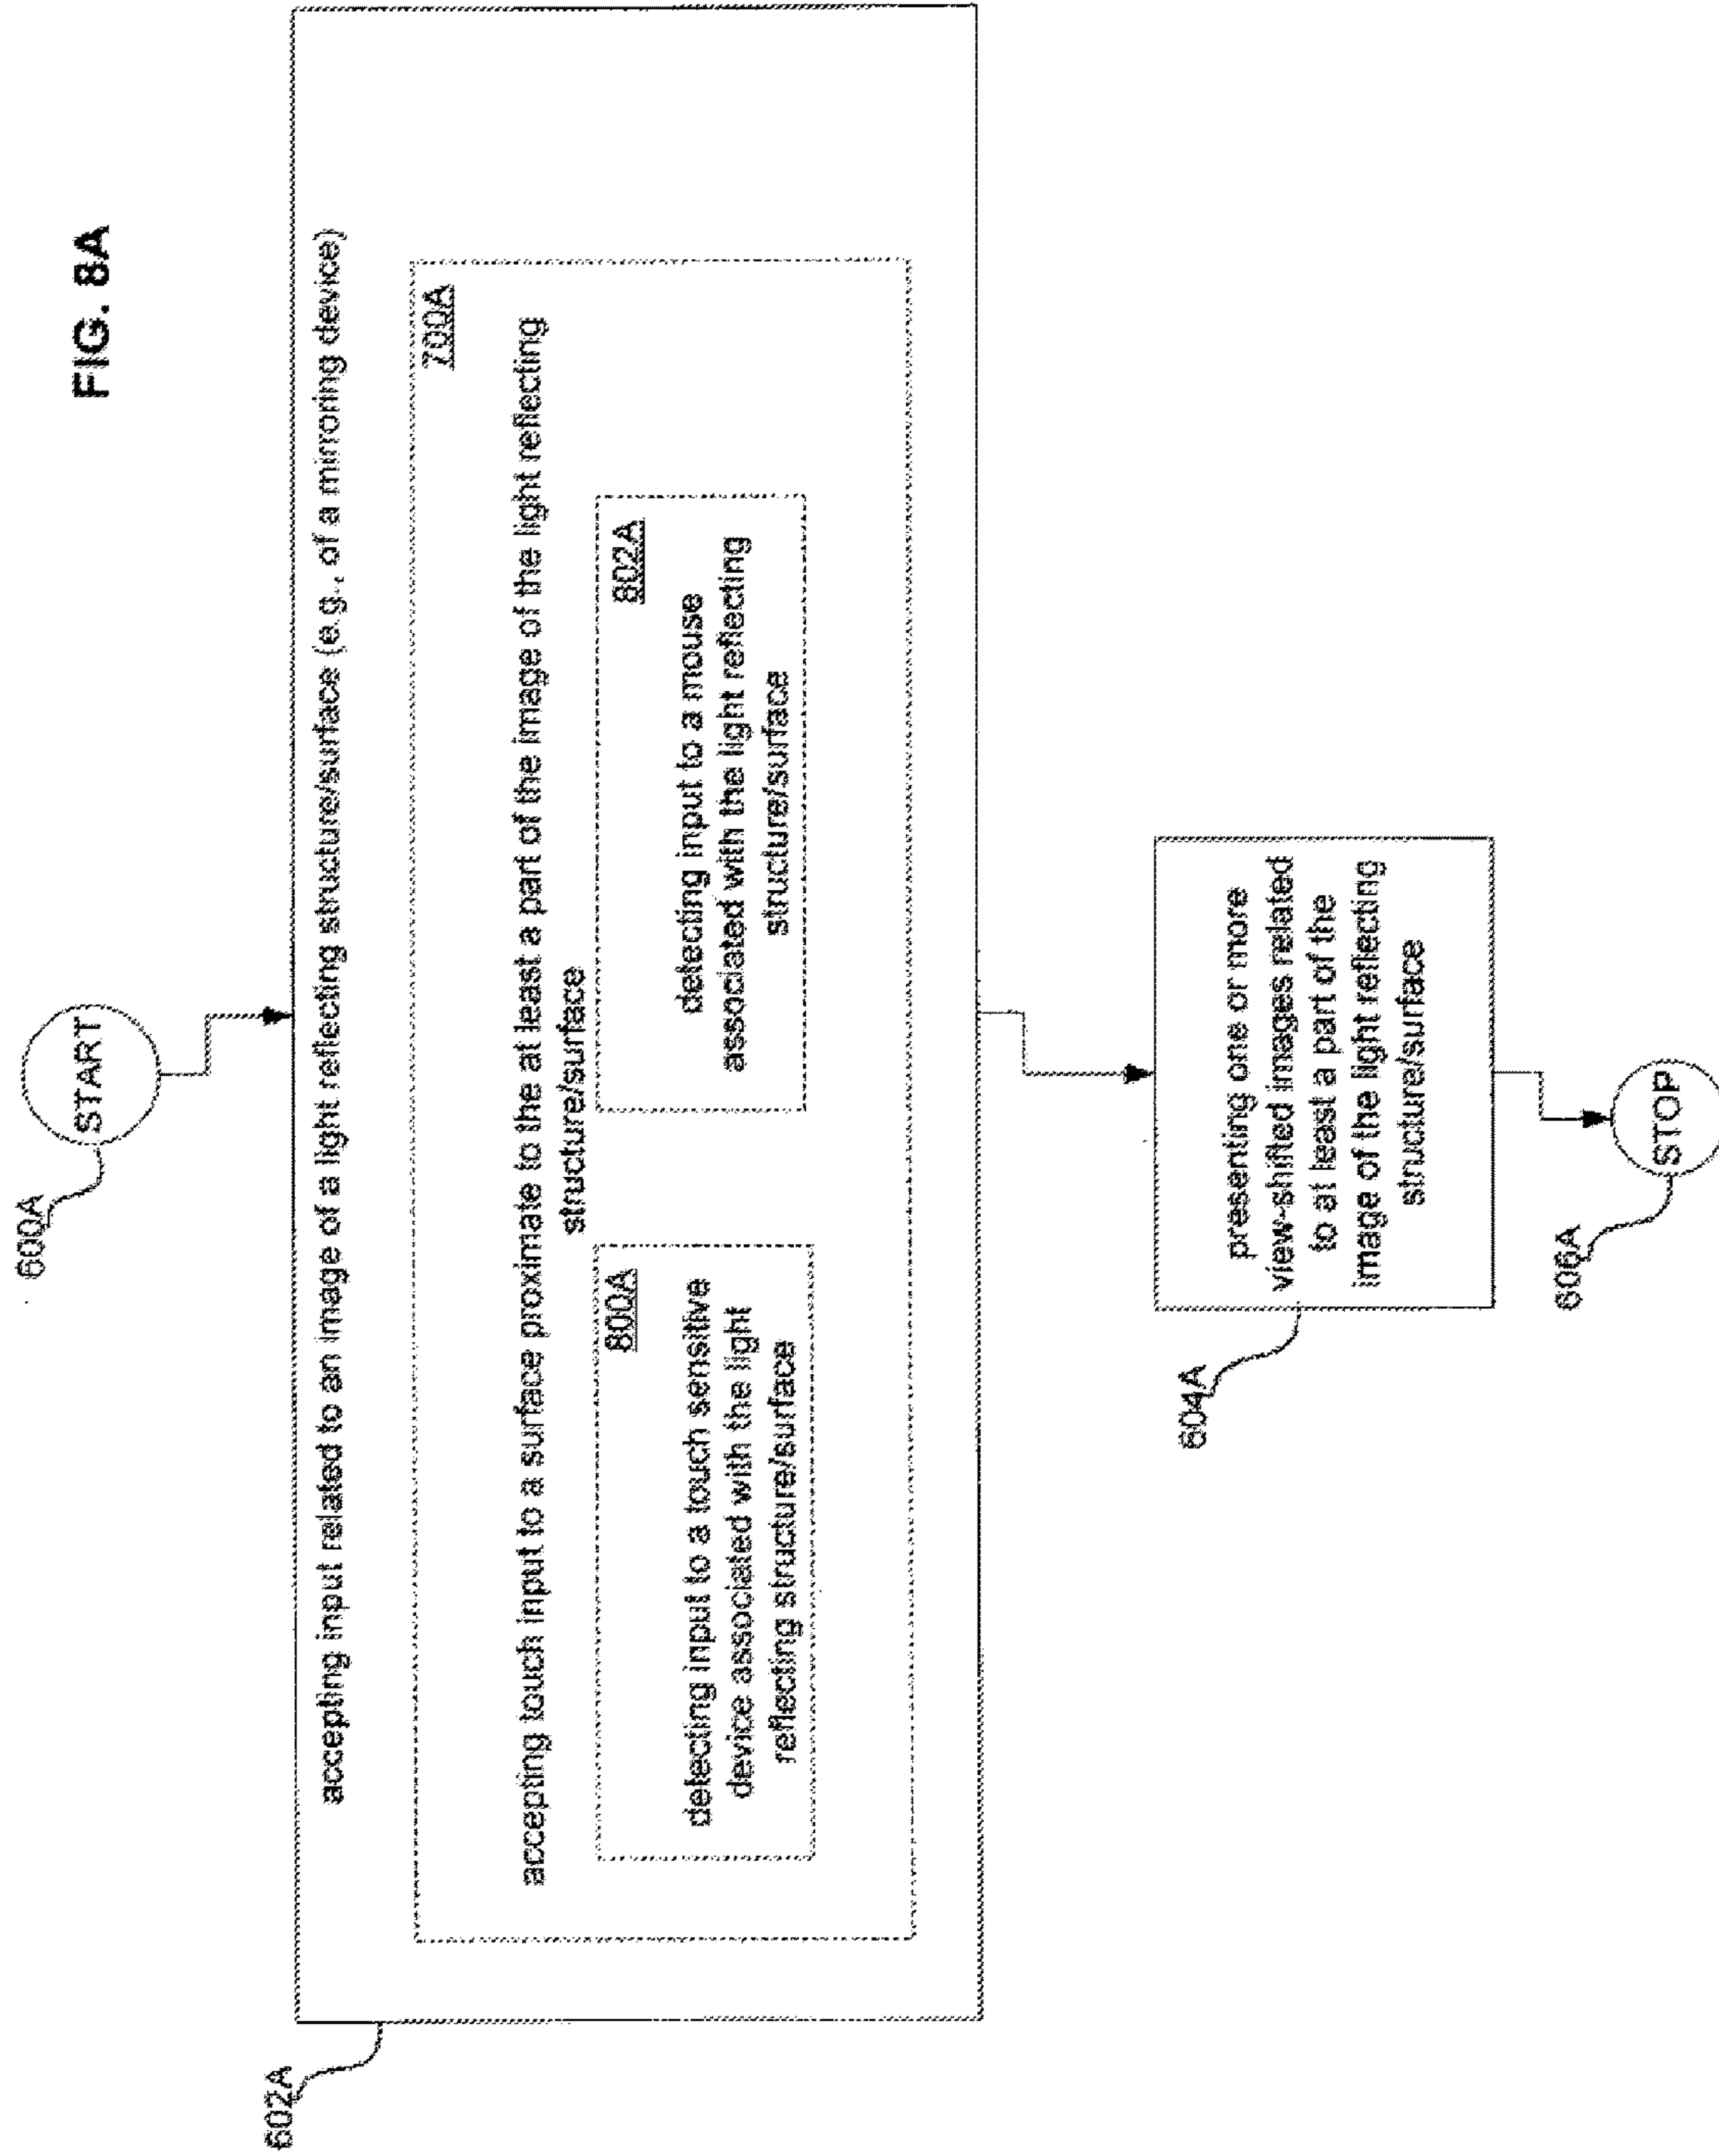 FIG. 8A
600A
START
602A
accepting input related to an image of a light reflecting structure/surface (e.g., of a mirroring device)
700A
accepting touch input to a surface proximate to the at least a part of the image of the light reflecting
structure/surface
800A
detecting input to a touch sensitive
device associated with the light
reflecting structure/surface
802A
detecting input to a mouse
associated with the light reflecting
structure/surface
604A
presenting one or more
view-shifted images related
to at least a part of the
image of the light reflecting
structure/surface
606A
STOP